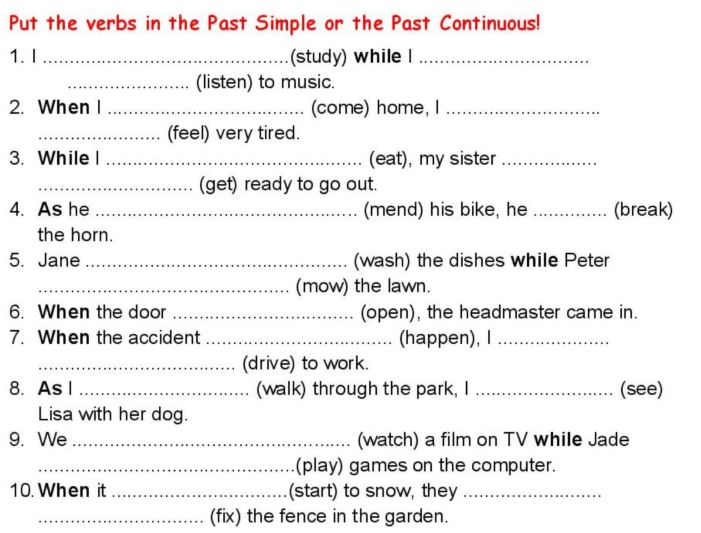 Put the verbs in the Past Simple or the Past Continuous!
1. I ..............................................(study) while I ................................
....................... (listen) to music.
2. When I ..................................... (come) home, I .............................
....................... (feel) very tired.
3. While I ................................................ (eat), my sister ..................
............................. (get) ready to go out.
4. As he ................................................. (mend) his bike, he .............. (break)
the horn.
5. Jane ................................................. (wash) the dishes while Peter
............................................... (mow) the lawn.
6. When the door .................................. (open), the headmaster came in.
7. When the accident ................................... (happen), I .....................
..................................... (drive) to work.
8. As I ................................ (walk) through the park, I .......................... (see)
Lisa with her dog.
9. We .................................................... (watch) a film on TV while Jade
................................................(play) games on the computer.
10. When it .................................(start) to snow, they ..........................
............................... (fix) the fence in the garden.